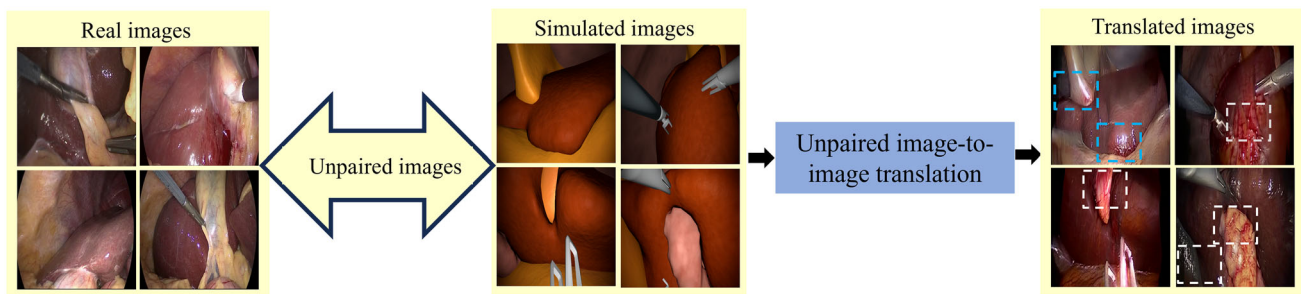 Real images
Unpaired images
Simulated images
Unpaired image-to-
image translation
Translated images